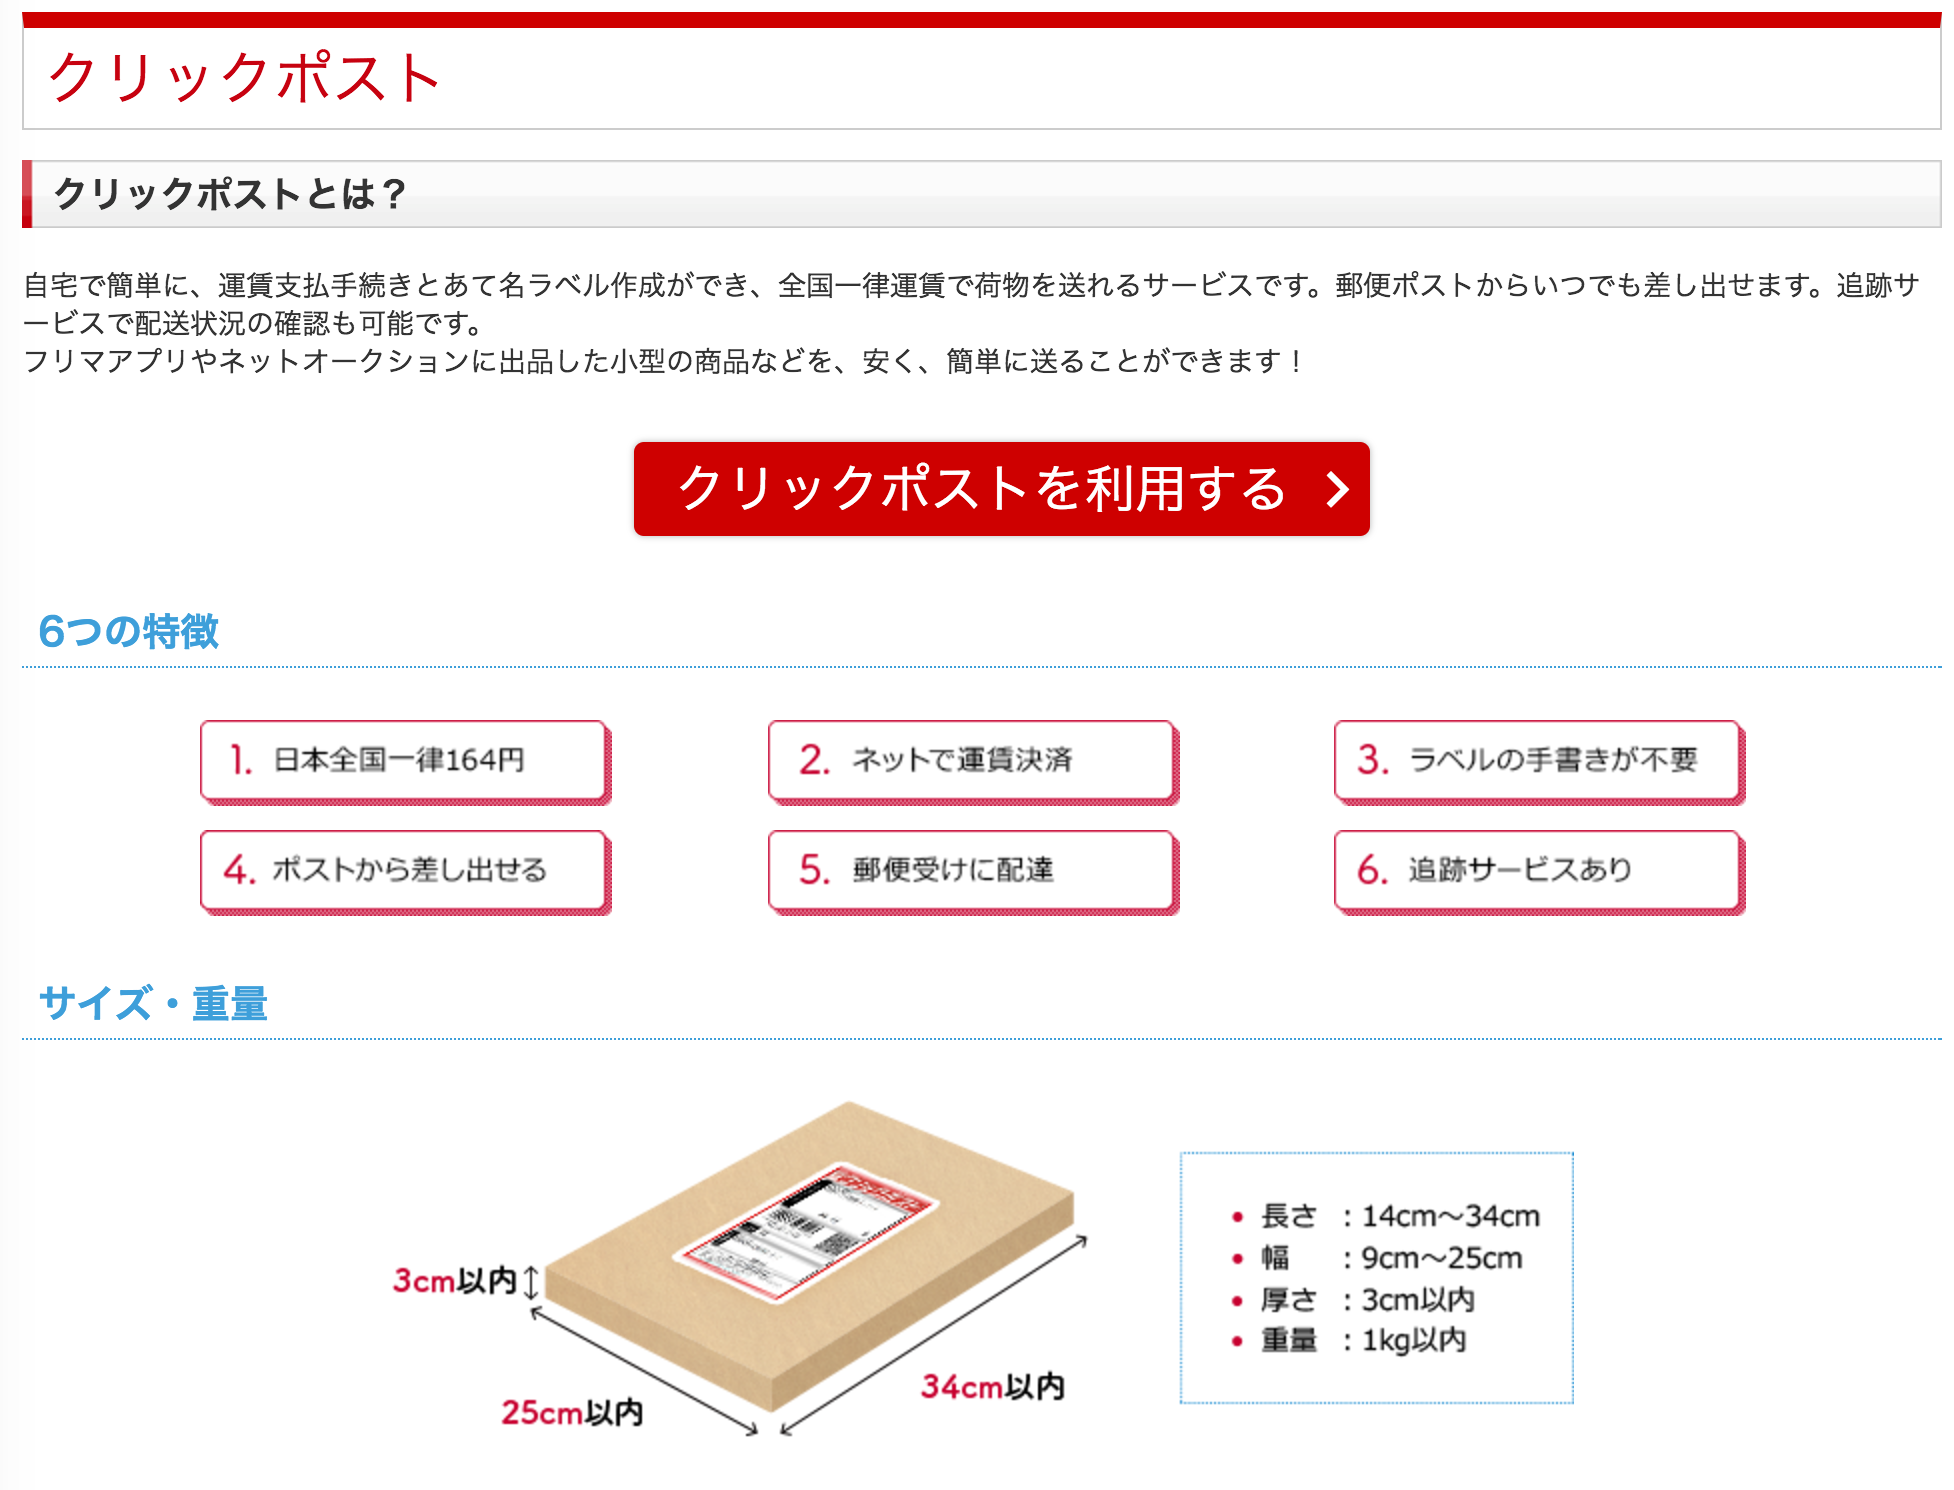 クリックポスト
クリックポストとは？
自宅で簡単に、運賃支払手続きとあて名ラベル作成ができ、全国一律運賃で荷物を送れるサービスです。郵便ポストからいつでも差し出せます。追跡サ
ービスで配送状況の確認も可能です。
フリマアプリやネットオークションに出品した小型の商品などを、安く、簡単に送ることができます！
クリックポストを利用する
6つの特徴
1. 日本全国一律164円
2. ネットで運賃決済
3. ラベルの手書きが不要
4. ポストから差し出せる
5. 郵便受けに配達
6. 追跡サービスあり
サイズ・重量
3cm以内
25cm以内
34cm以内
• 長さ ：14cm～34cm
• 幅 ：9cm～25cm
• 厚さ ：3cm以内
• 重量 ：1kg以内